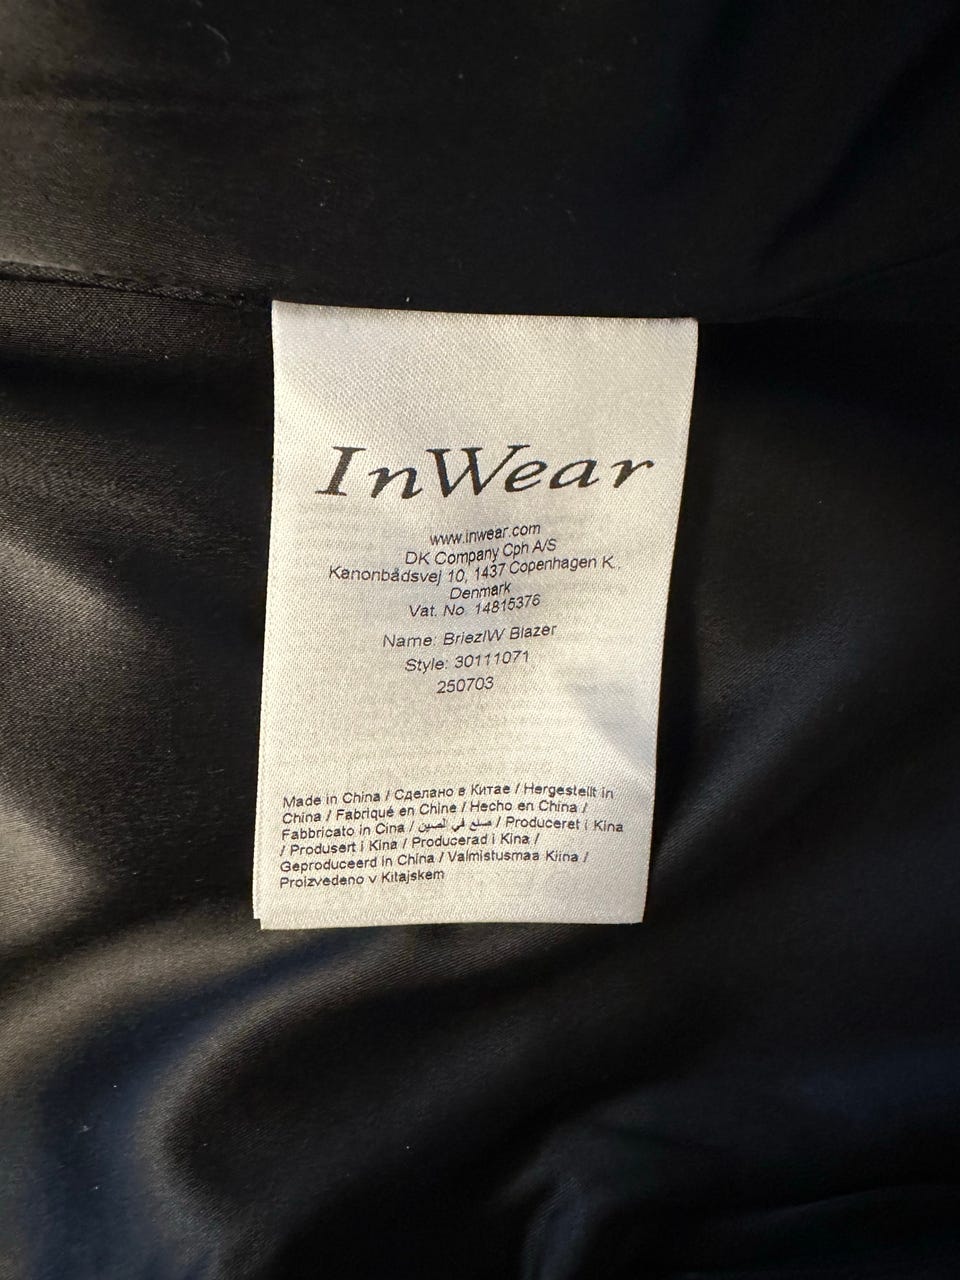 InWear
www.inwear.com
DK Company Cph A/S
Kanonbådsvej 10, 1437 Copenhagen K.,
Denmark
Vat. No. 14815376
Name: BriezIW Blazer
Style: 30111071
250703
Made in China / Сделано в Китае / Hergestellt in
China / Fabriqué en Chine / Hecho en China /
Fabbricato in Cina / صنع في الصين / Produceret i Kina
/ Produsert i Kina / Producerad i Kina /
Geproduceerd in China / Valmistusmaa Kiina /
Proizvedeno v Kitajskem